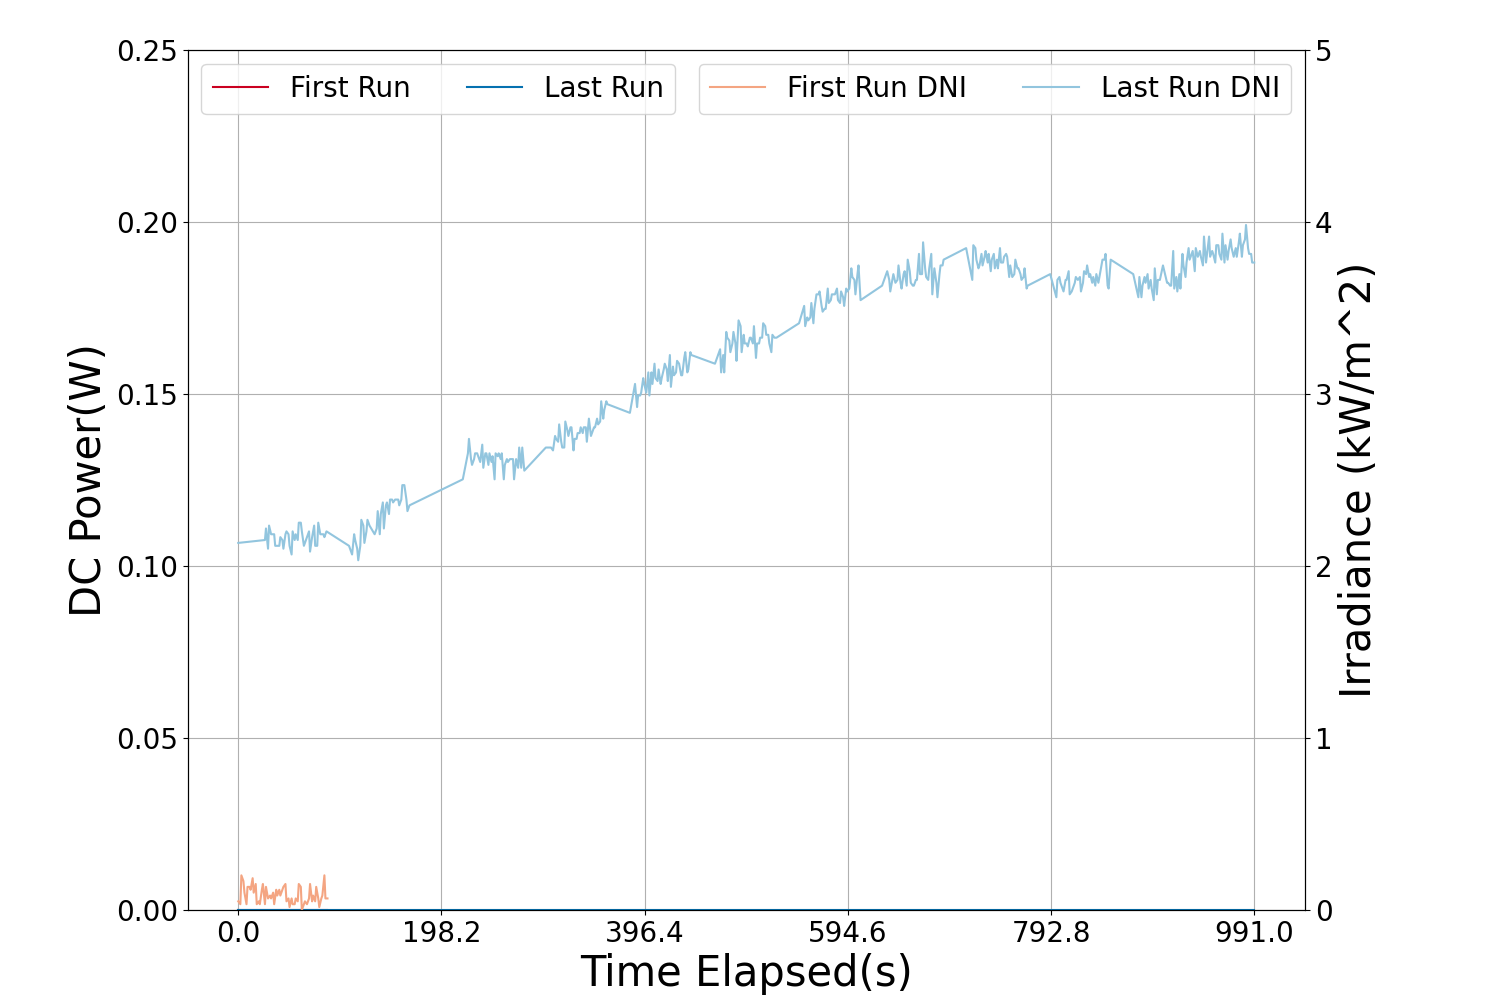 First Run
Last Run
First Run DNI
Last Run DNI
DC Power(W)
0.25
0.20
0.15
0.10
0.05
0.00
5
4
3
2
1
0
Irradiance (kW/m^2)
0.0
198.2
396.4
594.6
792.8
991.0
Time Elapsed(s)